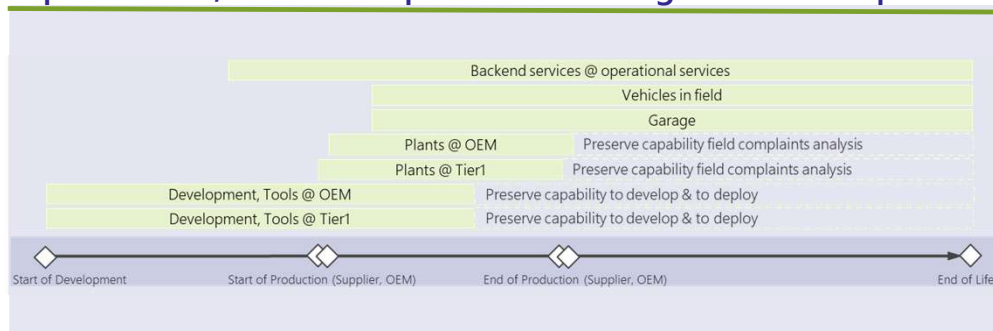 Backend services @ operational services
Vehicles in field
Garage
Plants @ OEM Preserve capability field complaints analysis
Plants @ Tier1 Preserve capability field complaints analysis
Development, Tools @ OEM Preserve capability to develop & to deploy
Development, Tools @ Tier1 Preserve capability to develop & to deploy
Start of Development Start of Production (Supplier, OEM) End of Production (Supplier, OEM) End of Life